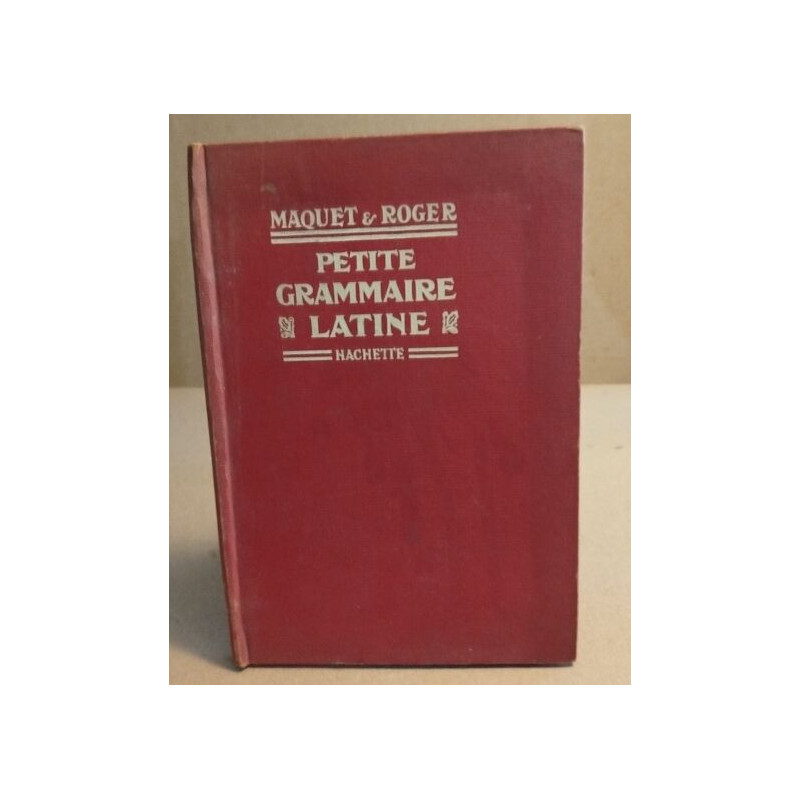 MAQUET & ROGER
PETITE
GRAMMAIRE
LATINE
HACHETTE